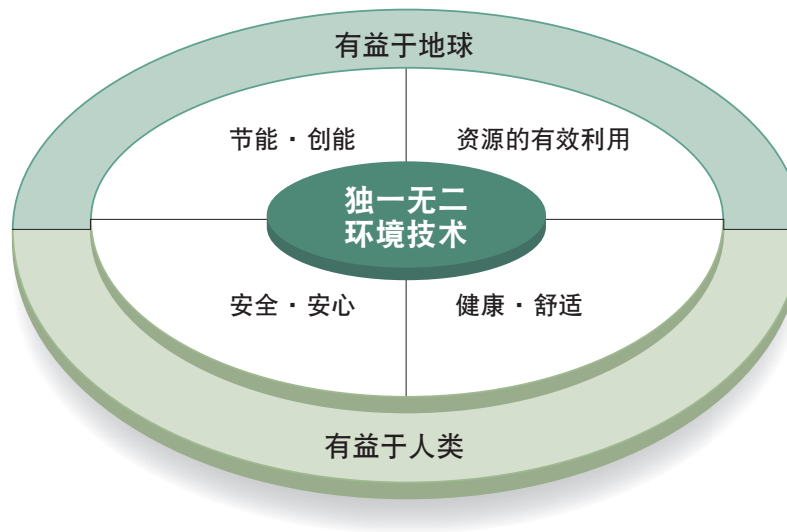 有益于地球
节能・创能
资源的有效利用
独一无二
环境技术
安全・安心
健康・舒适
有益于人类